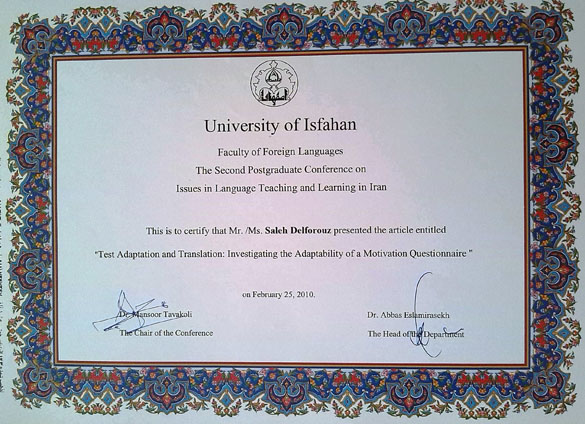 University of Isfahan
Faculty of Foreign Languages
The Second Postgraduate Conference on
Issues in Language Teaching and Learning in Iran
This is to certify that Mr. /Ms. Saleh Delforouz presented the article entitled
"Test Adaptation and Translation: Investigating the Adaptability of a Motivation Questionnaire "
on February 25, 2010.
Dr. Mansoor Tavakoli
The Chair of the Conference
Dr. Abbas Eslamirasekh
The Head of the Department